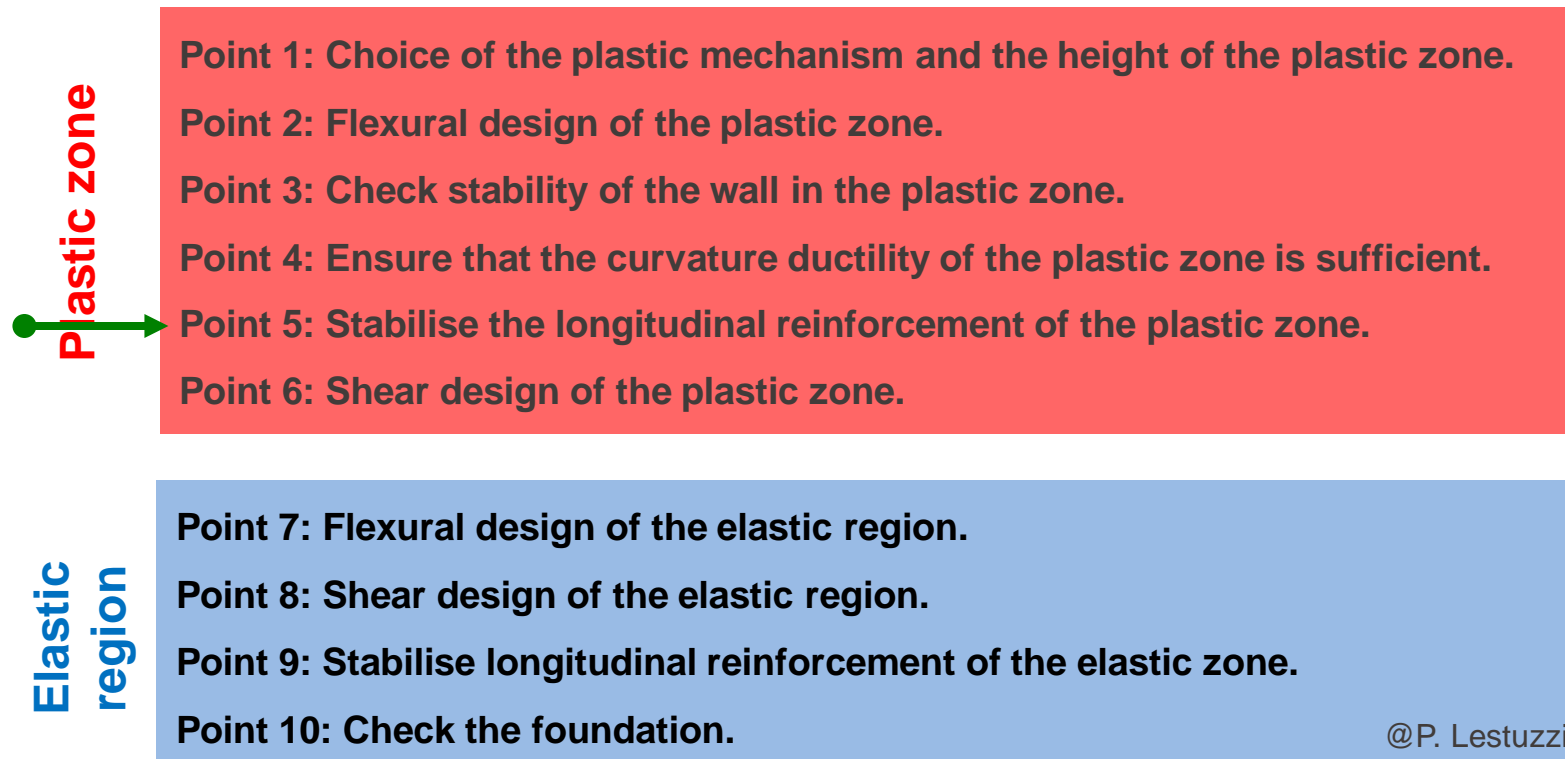 Plastic zone
Point 1: Choice of the plastic mechanism and the height of the plastic zone.
Point 2: Flexural design of the plastic zone.
Point 3: Check stability of the wall in the plastic zone.
Point 4: Ensure that the curvature ductility of the plastic zone is sufficient.
Point 5: Stabilise the longitudinal reinforcement of the plastic zone.
Point 6: Shear design of the plastic zone.
Elastic
region
Point 7: Flexural design of the elastic region.
Point 8: Shear design of the elastic region.
Point 9: Stabilise longitudinal reinforcement of the elastic zone.
Point 10: Check the foundation.
@P. Lestuzzi